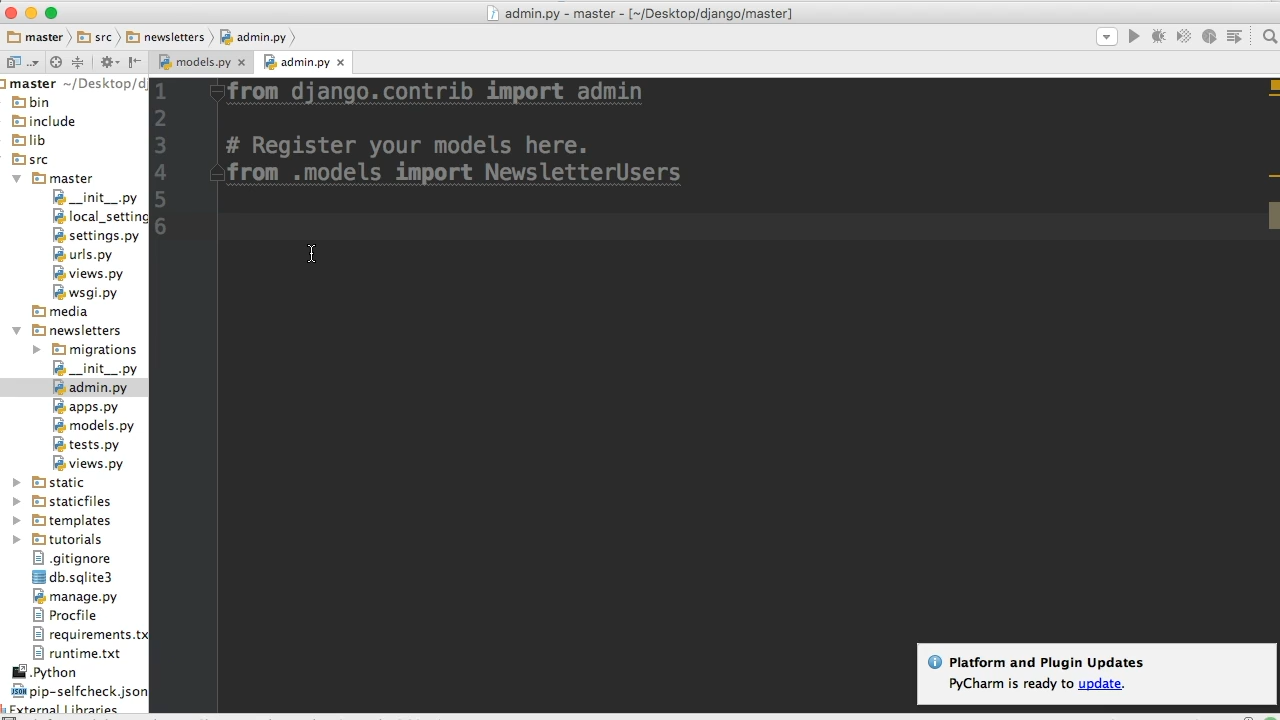 admin.py - master - [~/Desktop/django/master]
master src newsletters admin.py
models.py admin.py
master ~/Desktop/dj
bin
include
lib
src
master
__init__.py
local_setting
settings.py
urls.py
views.py
wsgi.py
media
newsletters
migrations
__init__.py
admin.py
apps.py
models.py
tests.py
views.py
static
staticfiles
templates
tutorials
.gitignore
db.sqlite3
manage.py
Procfile
requirements.tx
runtime.txt
.Python
pip-selfcheck.json
External Libraries
1 from django.contrib import admin
2
3 # Register your models here.
4 from .models import NewsletterUsers
5
6
Platform and Plugin Updates
PyCharm is ready to update.